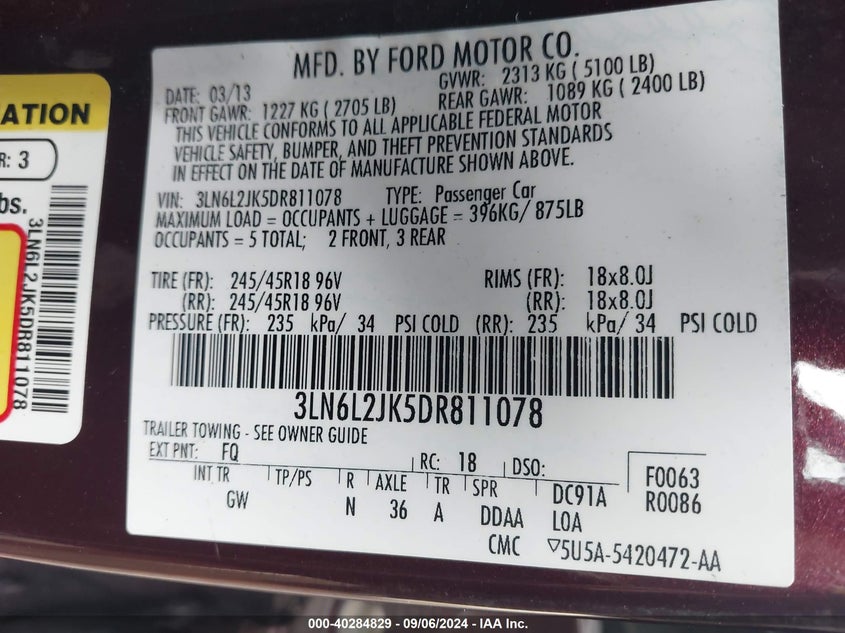 ATION
R: 3
bs.
3LN6L2JK5DR811078
MFD. BY FORD MOTOR CO.
DATE: 03/13
GVWR: 2313 KG ( 5100 LB)
FRONT GAWR: 1227 KG ( 2705 LB)
REAR GAWR: 1089 KG ( 2400 LB)
THIS VEHICLE CONFORMS TO ALL APPLICABLE FEDERAL MOTOR
VEHICLE SAFETY, BUMPER, AND THEFT PREVENTION STANDARDS
IN EFFECT ON THE DATE OF MANUFACTURE SHOWN ABOVE.
VIN: 3LN6L2JK5DR811078 TYPE: Passenger Car
MAXIMUM LOAD = OCCUPANTS + LUGGAGE = 396KG/ 875LB
OCCUPANTS = 5 TOTAL; 2 FRONT, 3 REAR
TIRE (FR): 245/45R18 96V RIMS (FR): 18x8.0J
(RR): 245/45R18 96V (RR): 18x8.0J
PRESSURE (FR): 235 kPa/ 34 PSI COLD (RR): 235 kPa/ 34 PSI COLD
3LN6L2JK5DR811078
TRAILER TOWING - SEE OWNER GUIDE
EXT PNT: FQ RC: 18 DSO: F0063
INT TR TP/PS R AXLE TR SPR DC91A R0086
GW N 36 A DDAA LOA
CMC ▽5U5A-5420472-AA
000-40284829 - 09/06/2024 - IAA Inc.